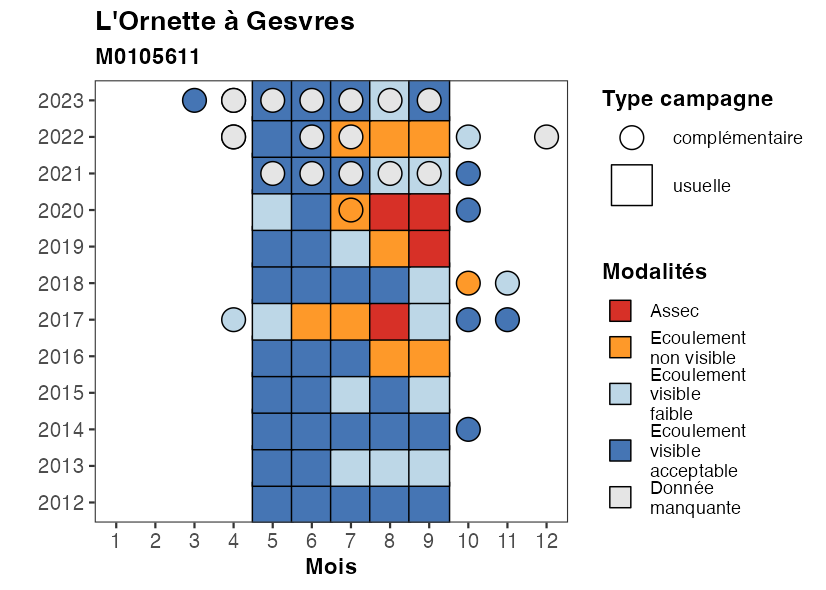 L'Ornette à Gesvres
M0105611
2023
2022
2021
2020
2019
2018
2017
2016
2015
2014
2013
2012
1 2 3 4 5 6 7 8 9 10 11 12
Mois
Type campagne
complémentaire
usuelle
Modalités
Assec
Ecoulement
non visible
Ecoulement
visible
faible
Ecoulement
visible
acceptable
Donnée
manquante